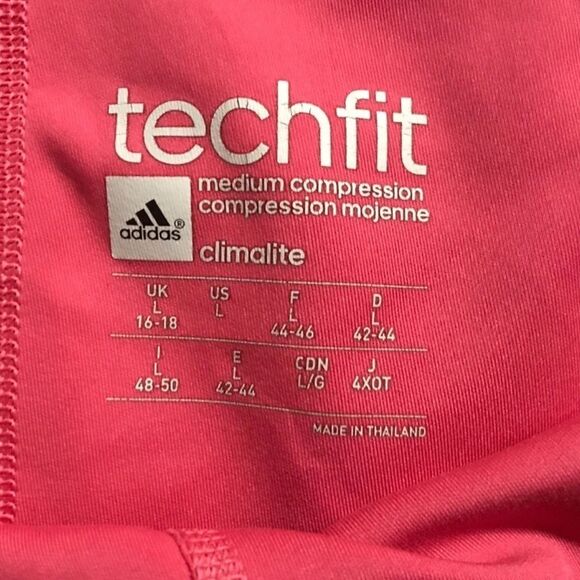 techfit
medium compression
compression mojenne
adidas®
climalite
UK US F D
L L L L
16-18 44-46 42-44
I E CDN J
L L L/G 4XOT
48-50 42-44
MADE IN THAILAND